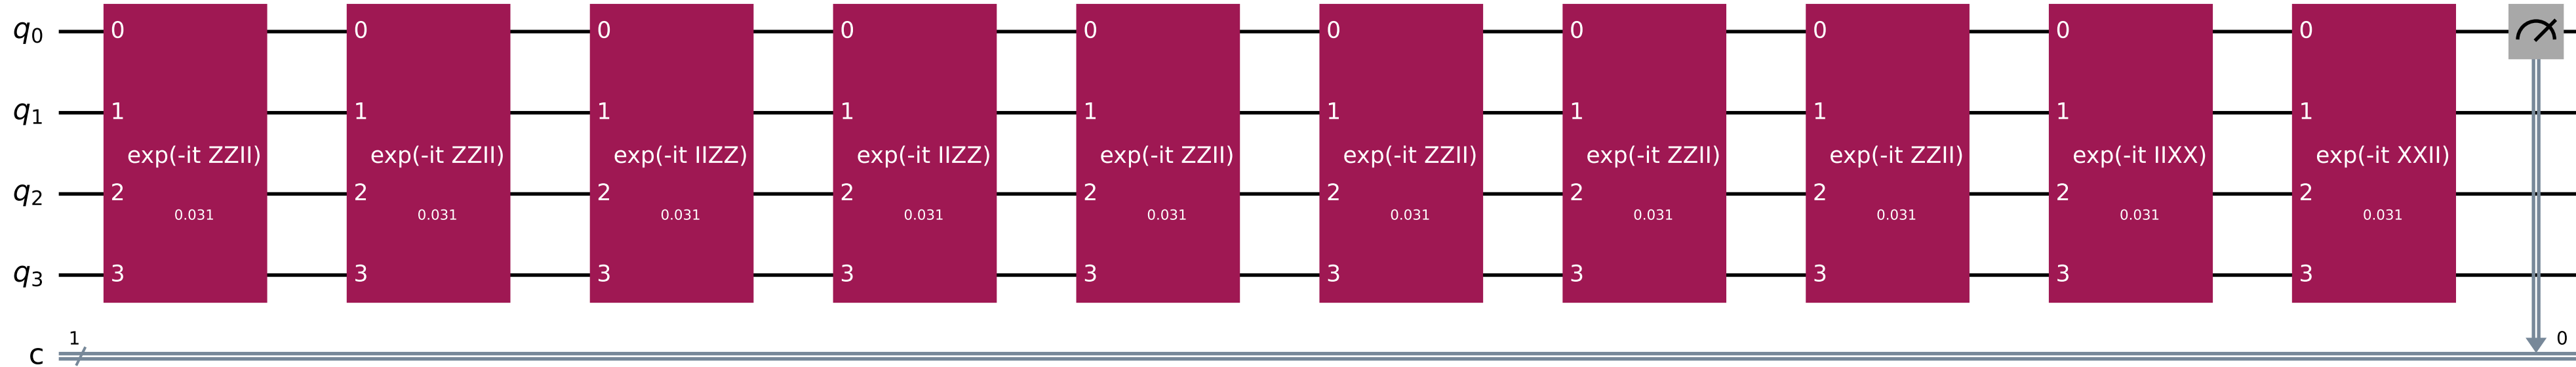 q0 0 0 0 0 0 0 0 0 0 0
q1 1 1 1 1 1 1 1 1 1 1
exp(-it ZZII) exp(-it ZZII) exp(-it IIZZ) exp(-it IIZZ) exp(-it ZZII) exp(-it ZZII) exp(-it ZZII) exp(-it ZZII) exp(-it IIXX) exp(-it XXII)
q2 2 2 2 2 2 2 2 2 2 2
0.031 0.031 0.031 0.031 0.031 0.031 0.031 0.031 0.031 0.031
q3 3 3 3 3 3 3 3 3 3 3
1 0
c